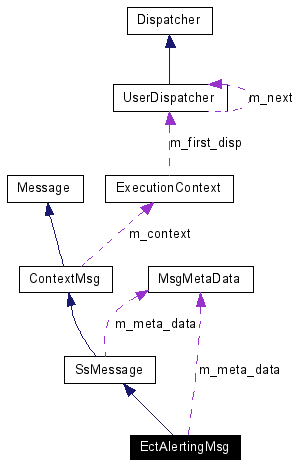 Dispatcher
UserDispatcher
m_next
m_first_disp
Message
ExecutionContext
m_context
ContextMsg
MsgMetaData
m_meta_data
SsMessage
m_meta_data
EctAlertingMsg